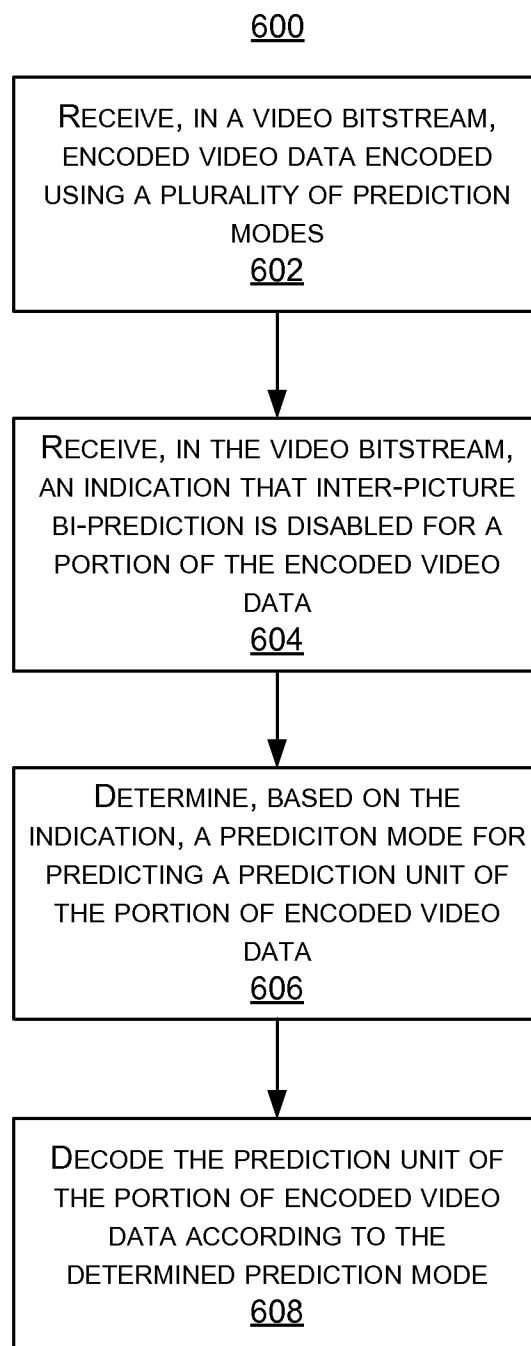 600
RECEIVE, IN A VIDEO BITSTREAM,
ENCODED VIDEO DATA ENCODED
USING A PLURALITY OF PREDICTION
MODES
602
RECEIVE, IN THE VIDEO BITSTREAM,
AN INDICATION THAT INTER-PICTURE
BI-PREDICTION IS DISABLED FOR A
PORTION OF THE ENCODED VIDEO
DATA
604
DETERMINE, BASED ON THE
INDICATION, A PREDICITON MODE FOR
PREDICTING A PREDICTION UNIT OF
THE PORTION OF ENCODED VIDEO
DATA
606
DECODE THE PREDICTION UNIT OF
THE PORTION OF ENCODED VIDEO
DATA ACCORDING TO THE
DETERMINED PREDICTION MODE
608